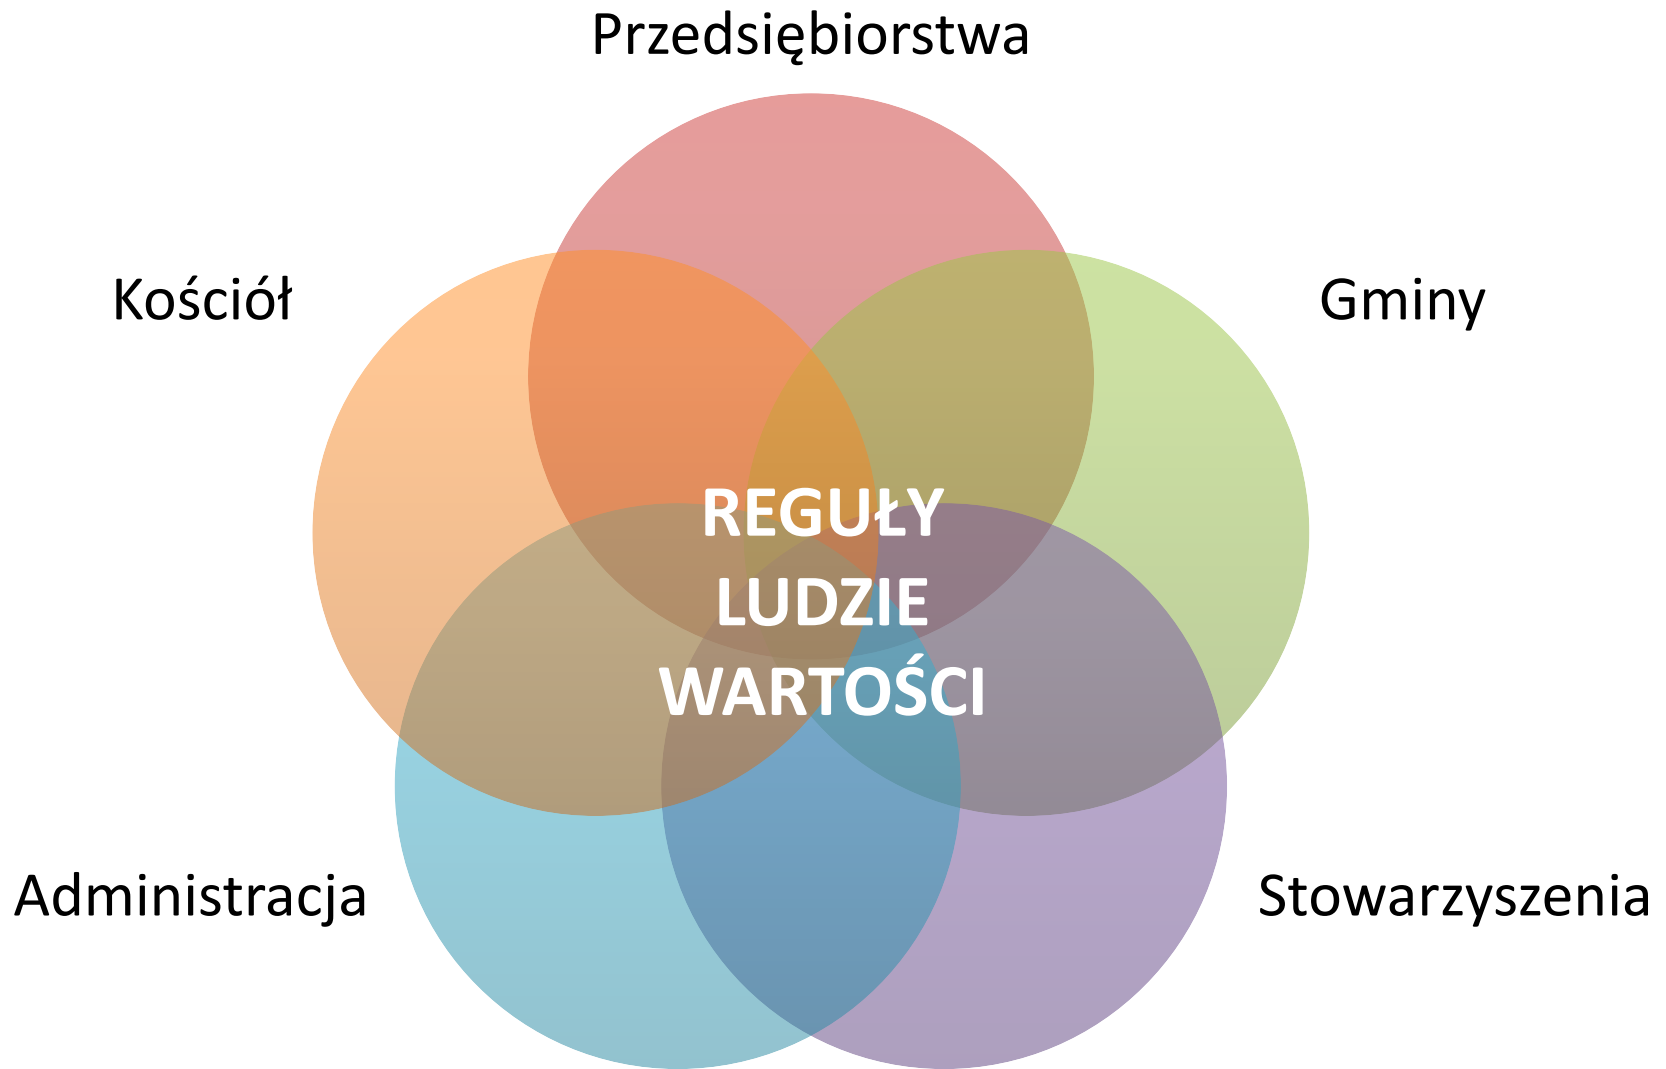 Przedsiębiorstwa
Kościół
Gminy
REGUŁY
LUDZIE
WARTOŚCI
Administracja
Stowarzyszenia